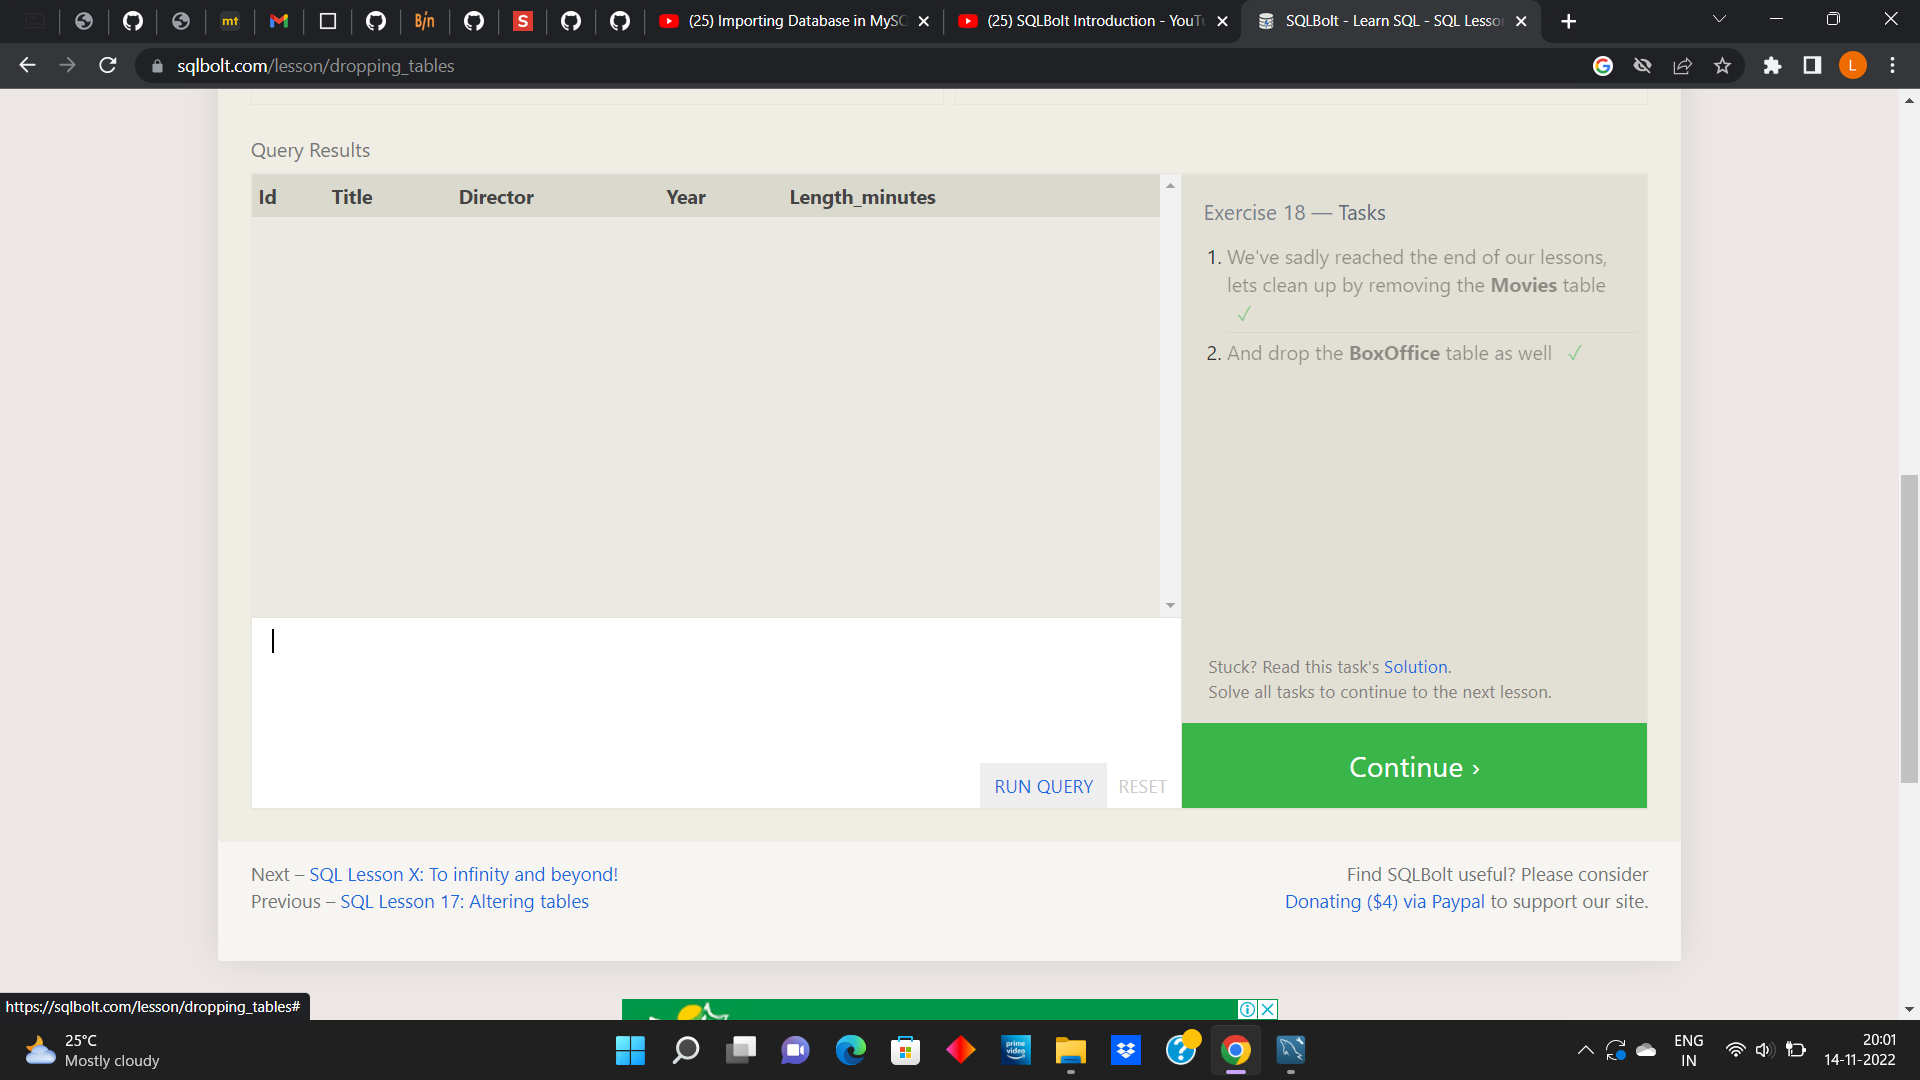 mt
B/n
S
(25) Importing Database in MySQ
(25) SQLBolt Introduction - YouTu
SQLBolt - Learn SQL - SQL Lesson
sqlbolt.com/lesson/dropping_tables
L
Query Results
Id Title Director Year Length_minutes
Exercise 18 — Tasks
1. We've sadly reached the end of our lessons,
lets clean up by removing the Movies table
✓
2. And drop the BoxOffice table as well ✓
Stuck? Read this task's Solution.
Solve all tasks to continue to the next lesson.
RUN QUERY RESET
Continue ›
Next – SQL Lesson X: To infinity and beyond!
Previous – SQL Lesson 17: Altering tables
Find SQLBolt useful? Please consider
Donating ($4) via Paypal to support our site.
https://sqlbolt.com/lesson/dropping_tables#
25°C
Mostly cloudy
prime video
ENG
IN
20:01
14-11-2022